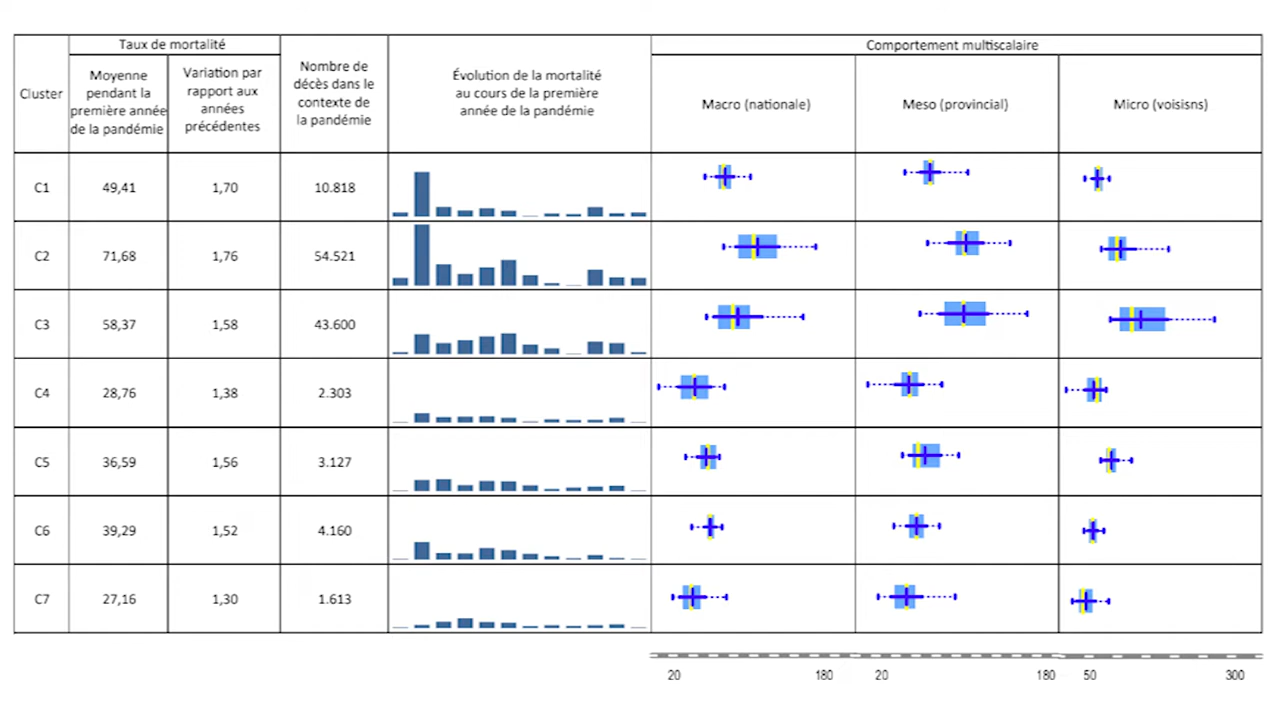 Taux de mortalité
Comportement multiscalaire
Cluster
Moyenne
pendant la
première année
de la pandémie
Variation par
rapport aux
années
précédentes
Nombre de
décès dans le
contexte de
la pandémie
Évolution de la mortalité
au cours de la première
année de la pandémie
Macro (nationale)
Meso (provincial)
Micro (voisisns)
C1 49,41 1,70 10.818
C2 71,68 1,76 54.521
C3 58,37 1,58 43.600
C4 28,76 1,38 2.303
C5 36,59 1,56 3.127
C6 39,29 1,52 4.160
C7 27,16 1,30 1.613
20 180 20 180 50 300